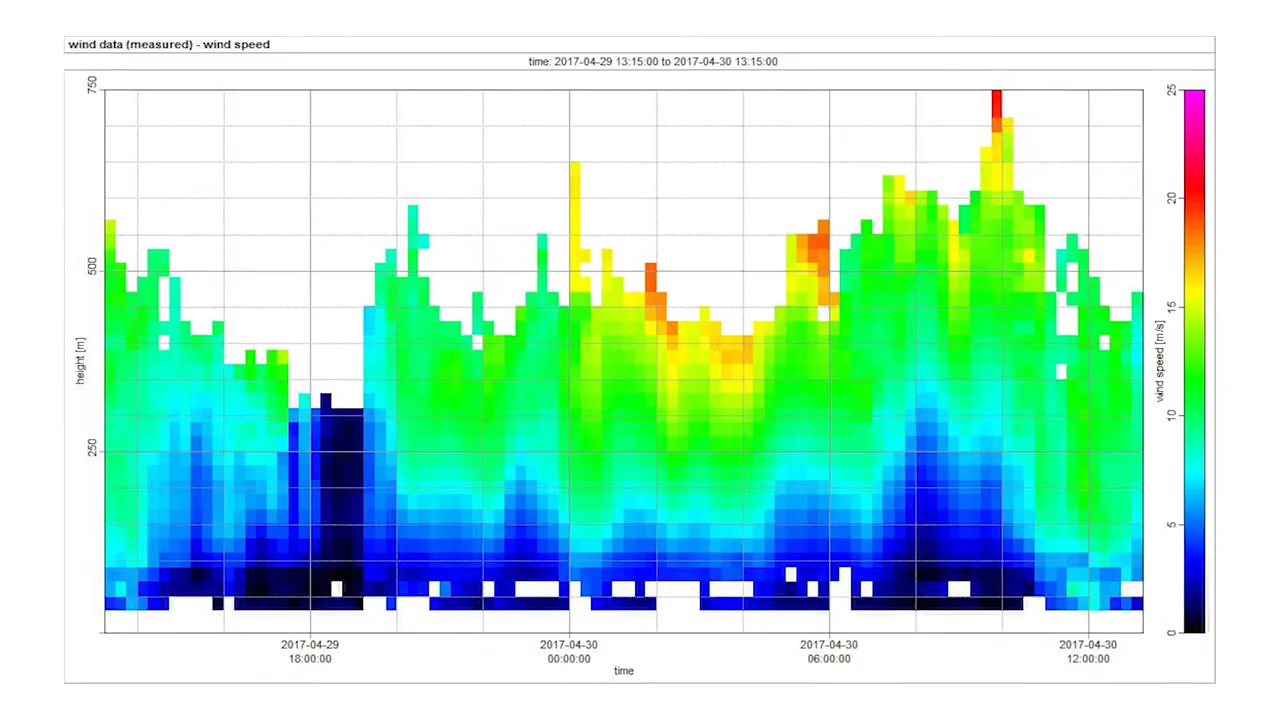 wind data (measured) - wind speed
time: 2017-04-29 13:15:00 to 2017-04-30 13:15:00
750
500
250
height [m]
25
20
15
10
5
0
wind speed [m/s]
2017-04-29 2017-04-30 2017-04-30 2017-04-30
18:00:00 00:00:00 06:00:00 12:00:00
time